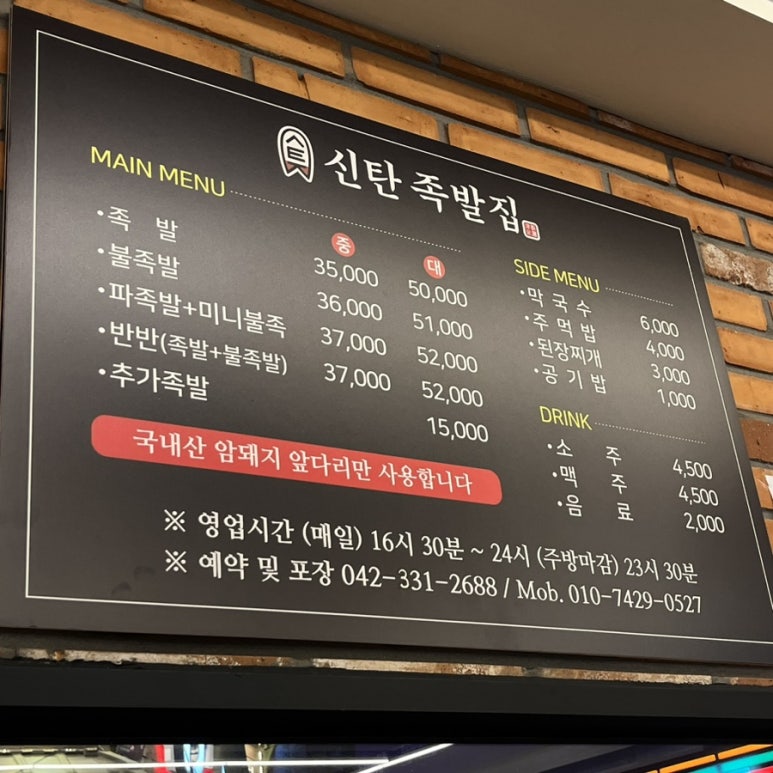 신탄 족발집
MAIN MENU
중 대
·족 발 35,000 50,000
·불족발 36,000 51,000
·파족발+미니불족 37,000 52,000
·반반(족발+불족발) 37,000 52,000
·추가족발 15,000
국내산 암돼지 앞다리만 사용합니다
SIDE MENU
·막국수 6,000
·주먹밥 4,000
·된장찌개 3,000
·공기밥 1,000
DRINK
·소 주 4,500
·맥 주 4,500
·음 료 2,000
※ 영업시간 (매일) 16시 30분 ~ 24시 (주방마감) 23시 30분
※ 예약 및 포장 042-331-2688 / Mob. 010-7429-0527